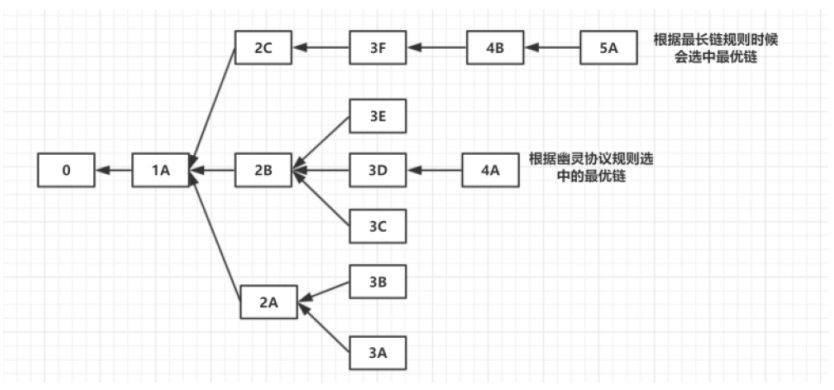 2C
3F
4B
5A
根据最长链规则时候
会选中最优链
3E
0
1A
2B
3D
4A
根据幽灵协议规则选
中的最优链
3C
2A
3B
3A